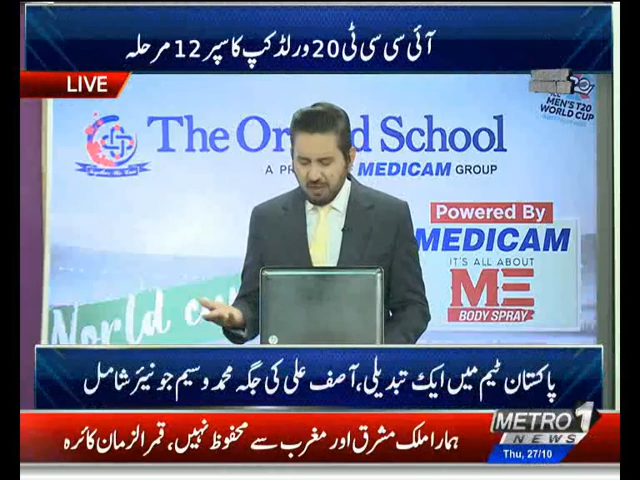 آئی سی سی ٹی 20 ورلڈ کپ کا سپر 12 مرحلہ
LIVE
MEN'S T20
WORLD CUP
The Or d School
A PR MEDICAM GROUP
Powered By
MEDICAM
IT'S ALL ABOUT
ME
BODY SPRAY
World cu
پاکستان ٹیم میں ایک تبدیلی، آصف علی کی جگہ محمد وسیم جونیئر شامل
METRO1
NEWS
ہمارا ملک مشرق اور مغرب سے محفوظ نہیں، قمر الزمان کائرہ
Thu, 27/10